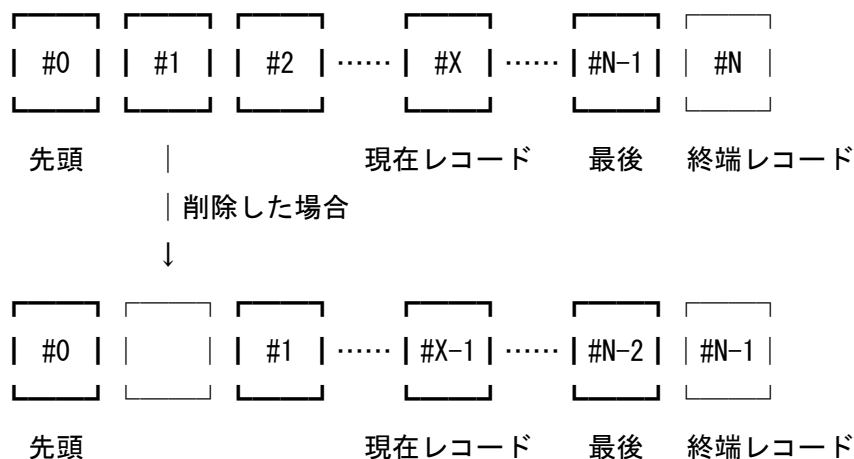 #0 #1 #2 …… #X …… #N-1 #N
先頭 現在レコード 最後 終端レコード
削除した場合
↓
#0 #1 …… #X-1 …… #N-2 #N-1
先頭 現在レコード 最後 終端レコード